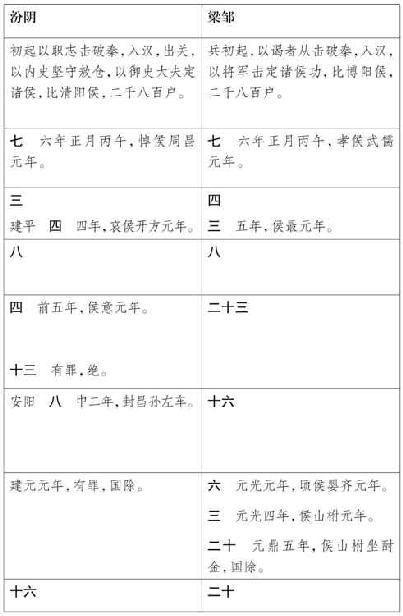 汾阴
梁邹
初起以职志击破秦,入汉,出关,
以内史坚守敖仓,以御史大夫定
诸侯,比清阳侯,二千八百户。
兵初起,以谒者从击破秦,入汉,
以将军击定诸侯功,比博阳侯,
二千八百户。
七 六年正月丙午,悼侯周昌
元年。
七 六年正月丙午,孝侯武儒
元年。
三
建平 四 四年,哀侯开方元年。
四
三 五年,侯最元年。
八
八
四 前五年,侯意元年。
十三 有罪,绝。
二十三
安阳 八 中二年,封昌孙左车。
十六
建元元年,有罪,国除。
六 元光元年,顷侯婴齐元年。
三 元光四年,侯山柎元年。
二十 元鼎五年,侯山柎坐酎
金,国除。
十六
二十